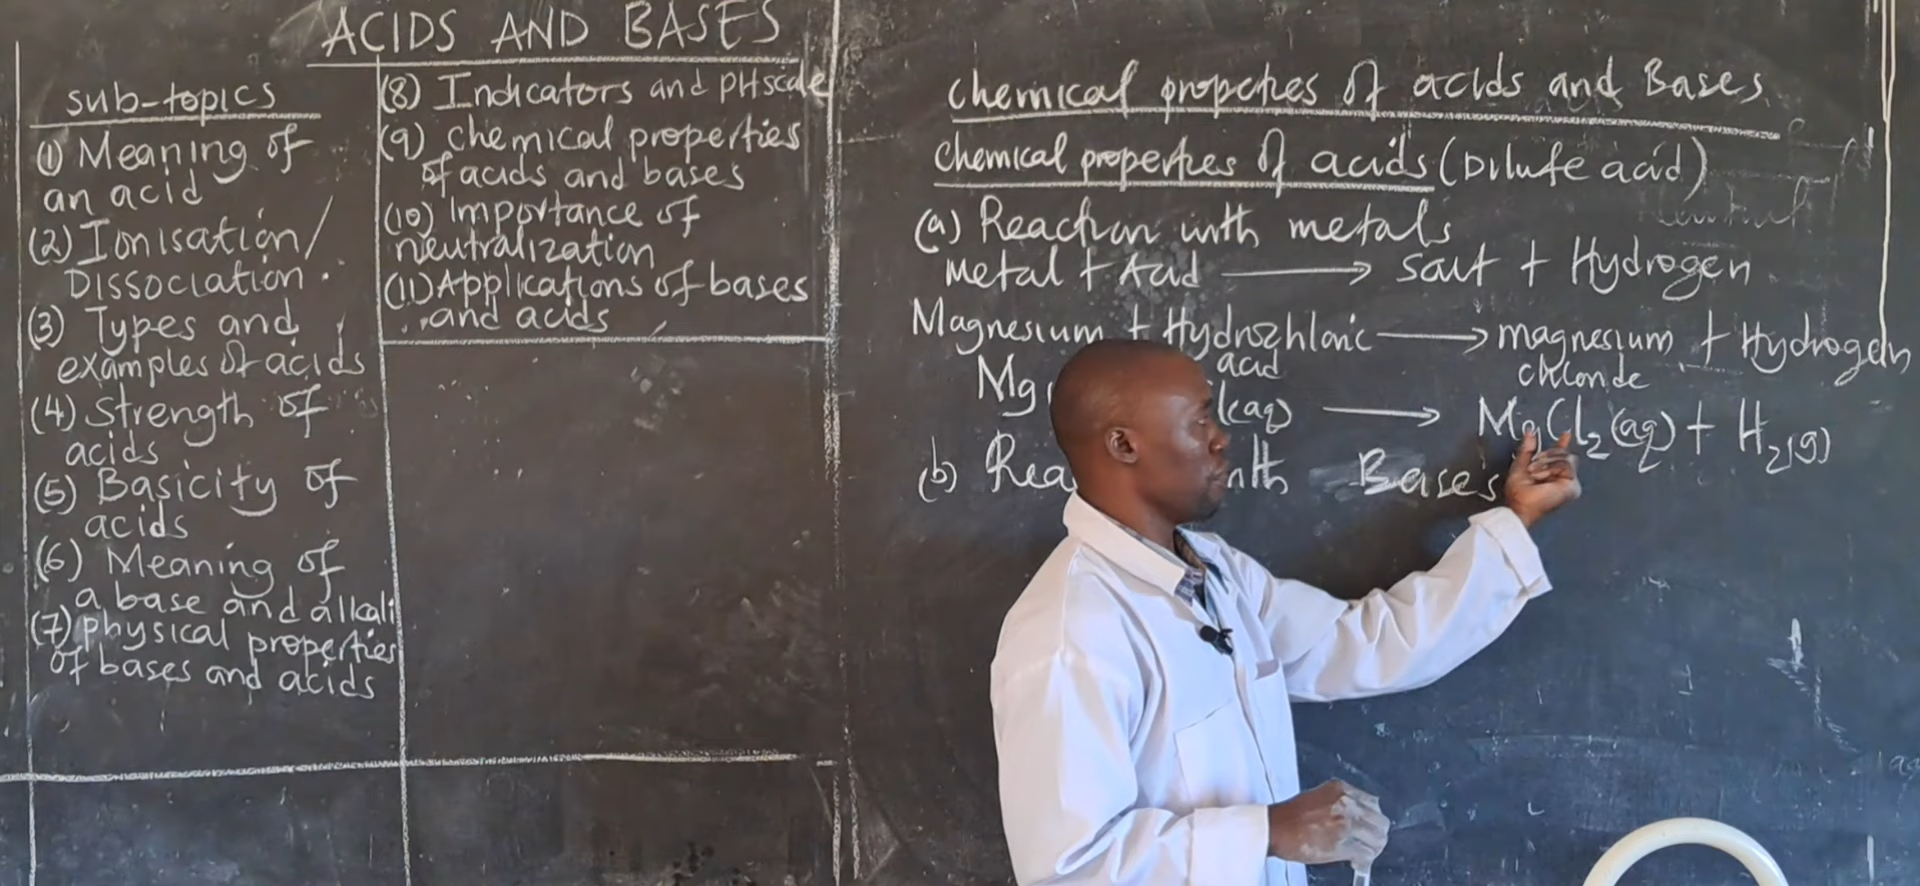 ACIDS AND BASES
sub-topics
(1) Meaning of
an acid
(2) Ionisation/
Dissociation.
(3) Types and
examples of acids
(4) Strength of
acids
(5) Basicity of
acids
(6) Meaning of
a base and alkali
(7) physical properties
of bases and acids
(8) Indicators and PH scale
(9) chemical properties
of acids and bases
(10) Importance of
neutralization
(11) Applications of bases
and acids
Chemical properties of acids and Bases
Chemical properties of acids (Dilute acid)
(a) Reaction with metals
Metal + Acid → Salt + Hydrogen
Magnesium + Hydrochloric → magnesium + Hydrogen
acid chloride
Mg (aq) → MgCl2(aq) + H2(g)
(b) Bases